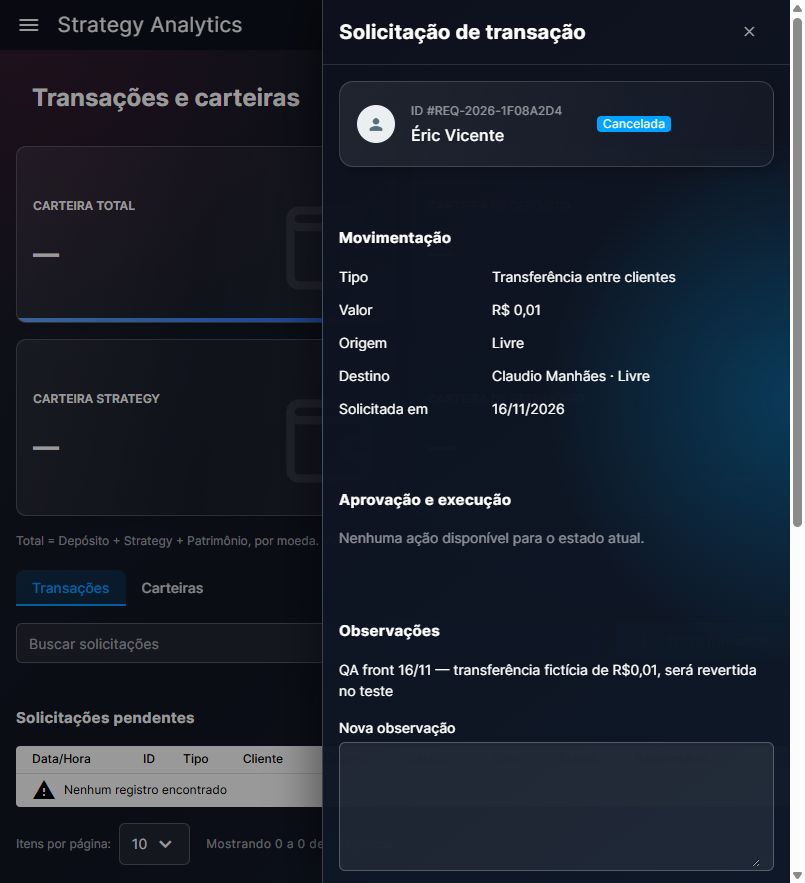 Strategy Analytics
Transações e carteiras
CARTEIRA TOTAL
—
CARTEIRA STRATEGY
—
Total = Depósito + Strategy + Patrimônio, por moeda.
Transações Carteiras
Buscar solicitações
Solicitações pendentes
Data/Hora ID Tipo Cliente
Nenhum registro encontrado
Itens por página: 10 Mostrando 0 a 0 de
Solicitação de transação
ID #REQ-2026-1F08A2D4
Éric Vicente
Cancelada
Movimentação
Tipo Transferência entre clientes
Valor R$ 0,01
Origem Livre
Destino Claudio Manhães · Livre
Solicitada em 16/11/2026
Aprovação e execução
Nenhuma ação disponível para o estado atual.
Observações
QA front 16/11 — transferência fictícia de R$0,01, será revertida
no teste
Nova observação